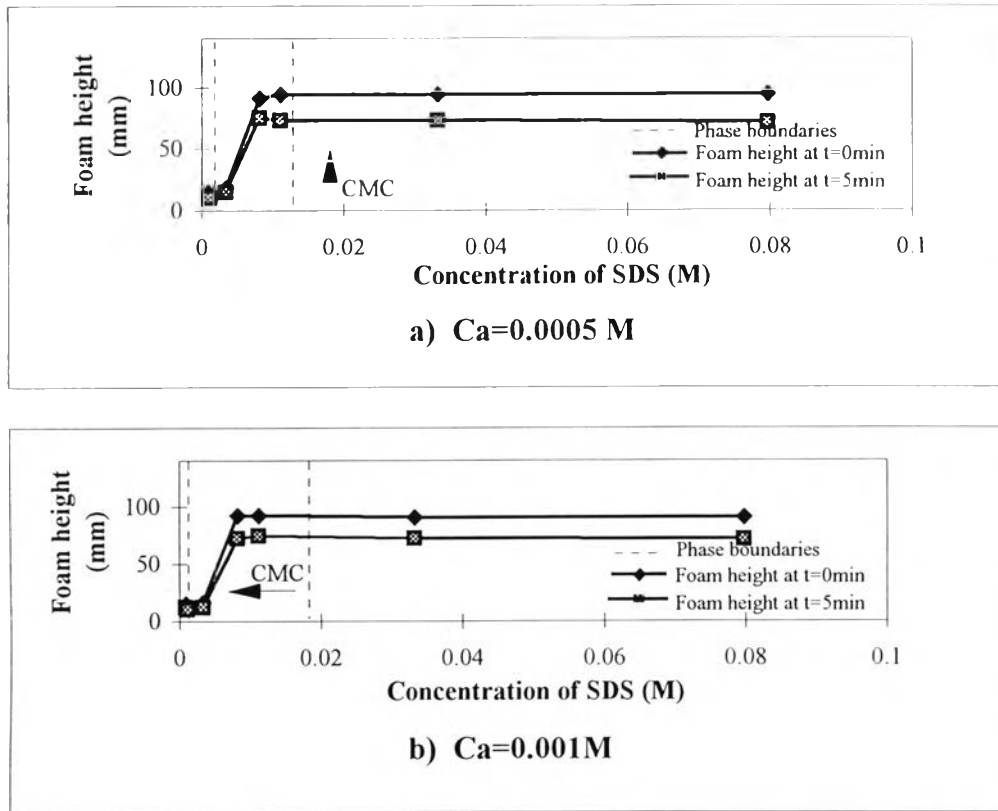 Foam height
(mm)
100
50
0
Phase boundaries
Foam height at t=0min
Foam height at t=5min
CMC
0 0.02 0.04 0.06 0.08 0.1
Concentration of SDS (M)
a) Ca=0.0005 M
Foam height
(mm)
100
50
0
CMC
Phase boundaries
Foam height at t=0min
Foam height at t=5min
0 0.02 0.04 0.06 0.08 0.1
Concentration of SDS (M)
b) Ca=0.001M